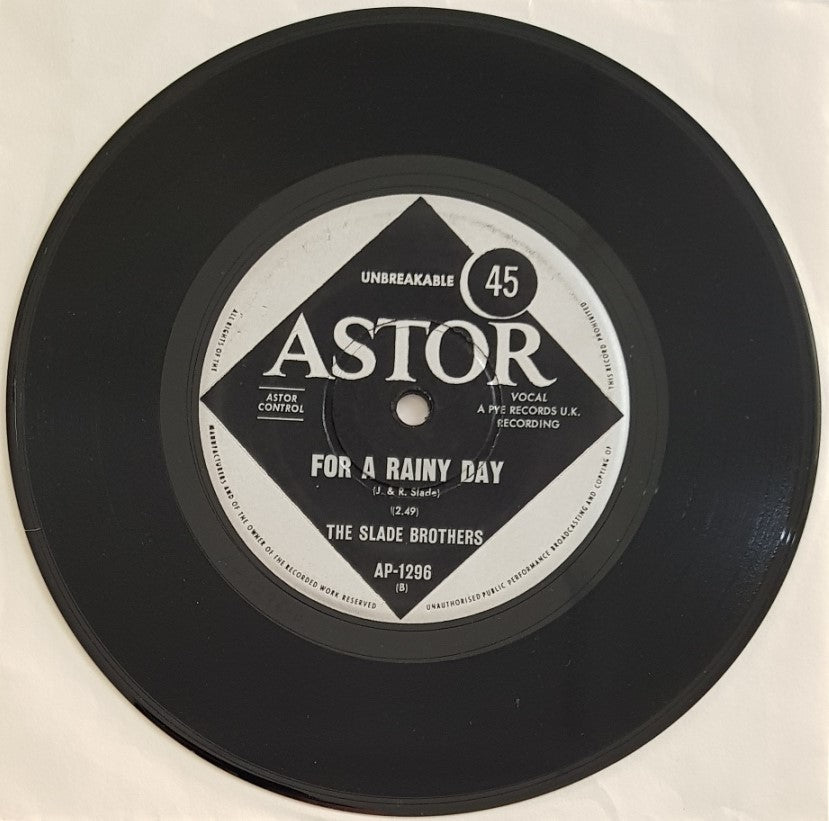 UNBREAKABLE 45
ASTOR
ASTOR
CONTROL
VOCAL
A PYE RECORDS U.K.
RECORDING
FOR A RAINY DAY
(J. & R. Slade)
(2.49)
THE SLADE BROTHERS
AP-1296
(B)
ALL RIGHTS OF THE
MANUFACTURERS AND OF THE OWNER OF THE RECORDED WORK RESERVED
UNAUTHORISED PUBLIC PERFORMANCE BROADCASTING AND COPYING OF
THIS RECORD PROHIBITED